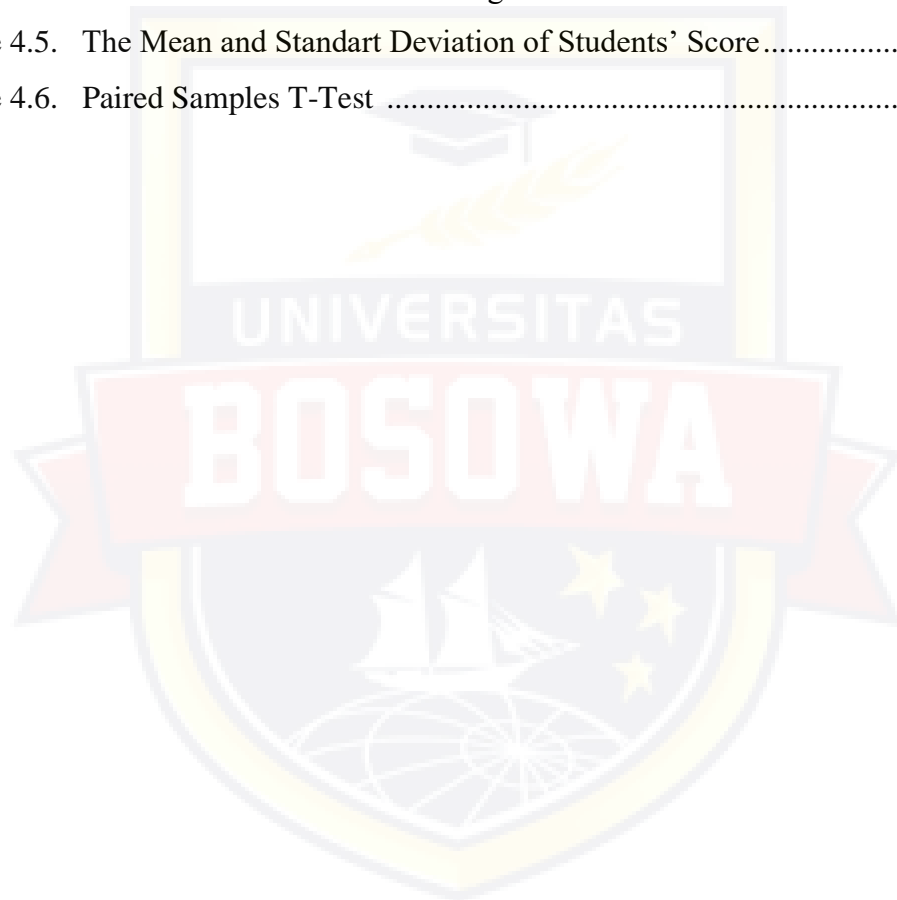 4.5. The Mean and Standart Deviation of Students’ Score.................
4.6. Paired Samples T-Test ................................................................
UNIVERSITAS
BOSOWA